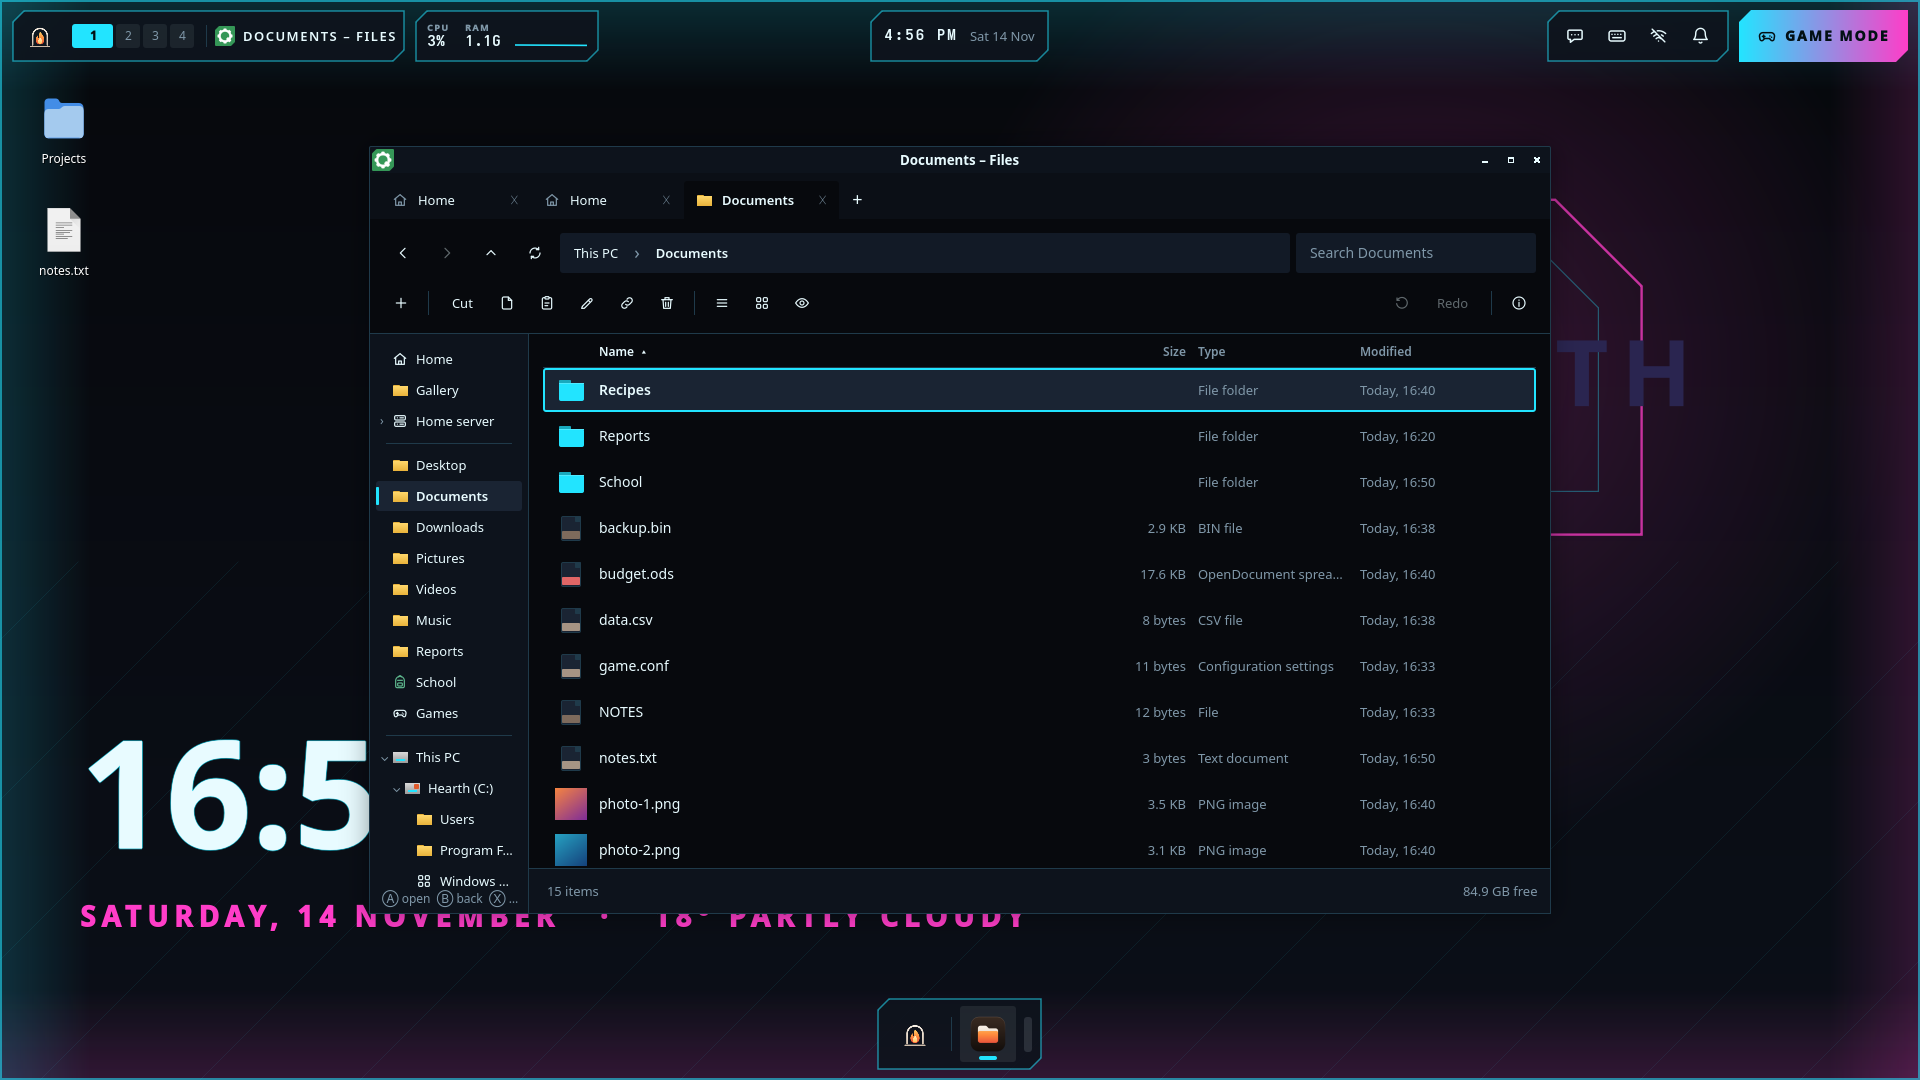 1 2 3 4 DOCUMENTS – FILES
CPU 3% RAM 1.1G
4:56 PM Sat 14 Nov
GAME MODE
Projects
notes.txt
Documents – Files
Home X Home X Documents X +
This PC › Documents
Search Documents
Cut
Redo
Home
Gallery
Home server
Desktop
Documents
Downloads
Pictures
Videos
Music
Reports
School
Games
This PC
Hearth (C:)
Users
Program F...
Windows ...
A open B back X ...
Name Size Type Modified
Recipes File folder Today, 16:40
Reports File folder Today, 16:20
School File folder Today, 16:50
backup.bin 2.9 KB BIN file Today, 16:38
budget.ods 17.6 KB OpenDocument sprea... Today, 16:40
data.csv 8 bytes CSV file Today, 16:38
game.conf 11 bytes Configuration settings Today, 16:33
NOTES 12 bytes File Today, 16:33
notes.txt 3 bytes Text document Today, 16:50
photo-1.png 3.5 KB PNG image Today, 16:40
photo-2.png 3.1 KB PNG image Today, 16:40
15 items 84.9 GB free
TH
16:5
SATURDAY, 14 NOVEMBER · 18° PARTLY CLOUDY